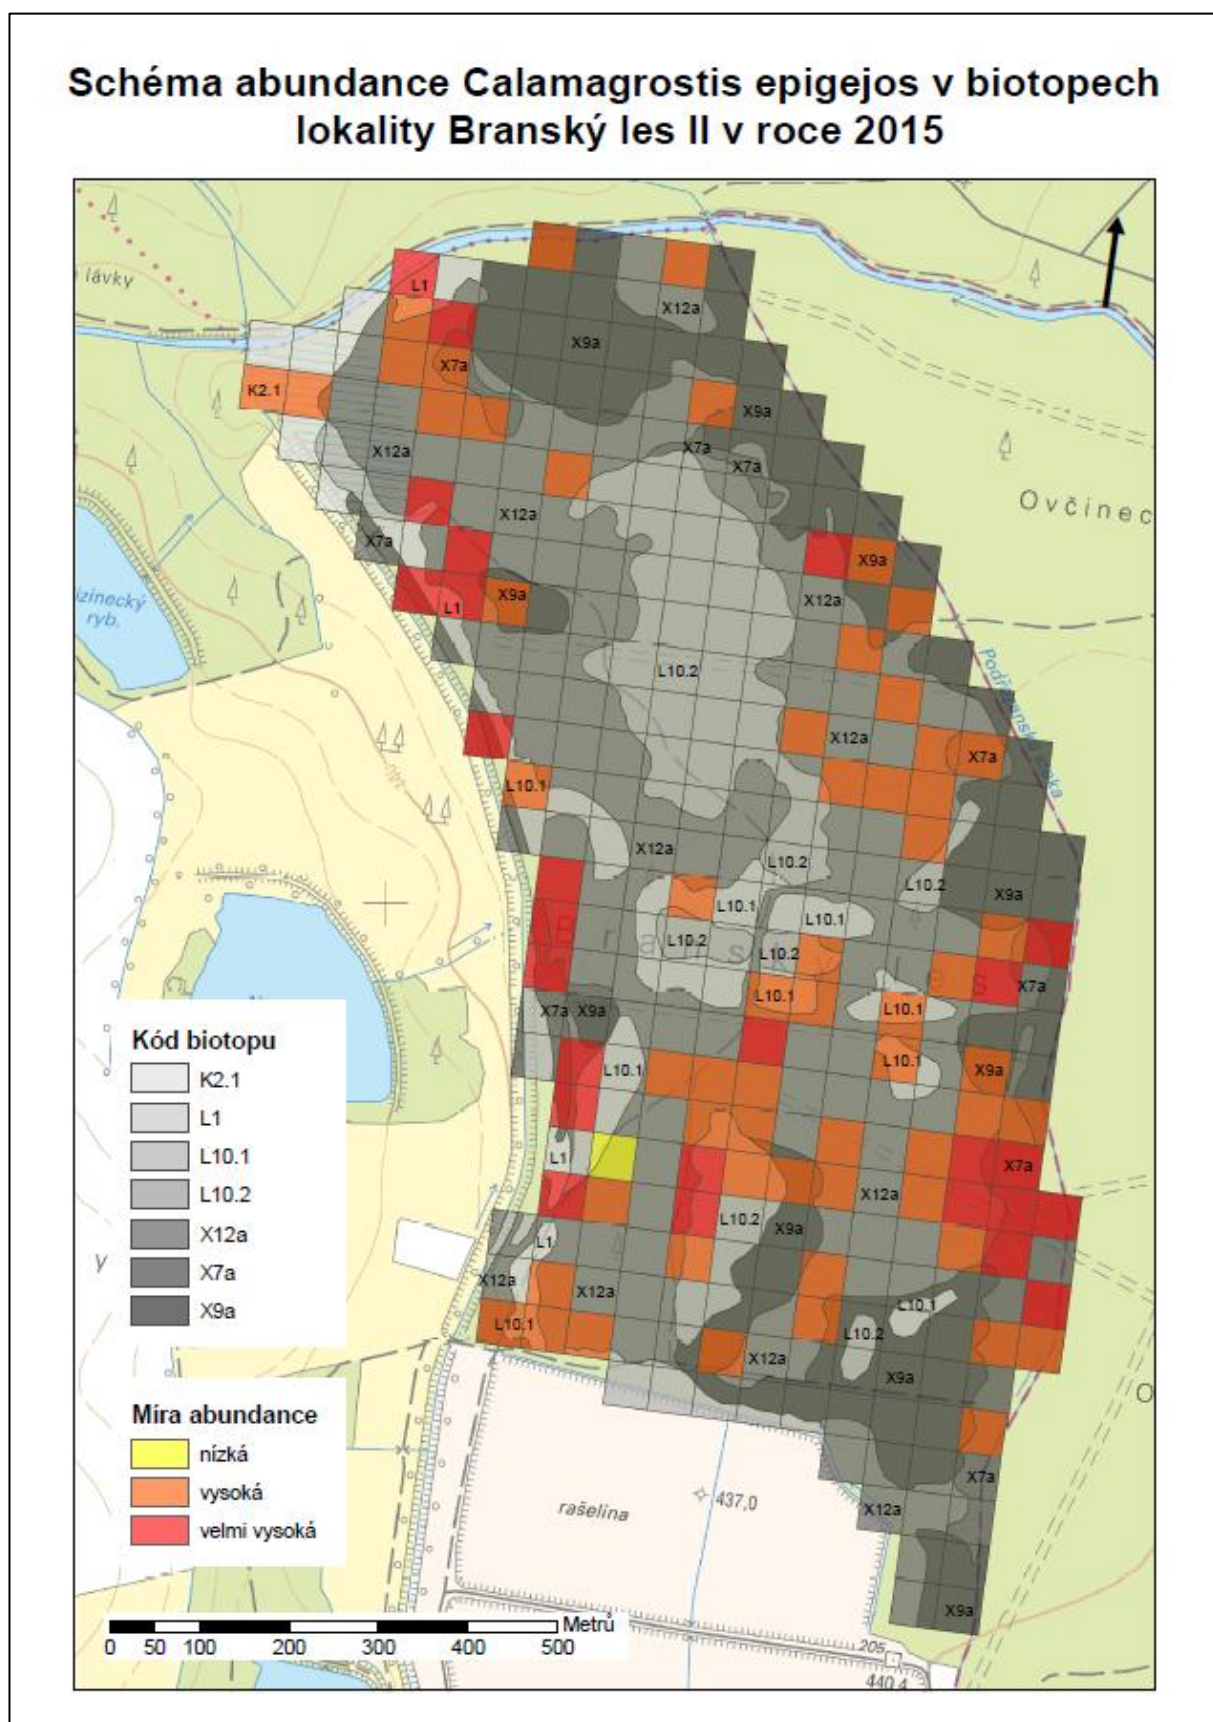 Schéma abundance Calamagrostis epigejos v biotopech
lokality Branský les II v roce 2015
lávky
L1
X12a
X9a
X7a
K2.1
X9a
X7a
X7a
X12a
Ovčinec
X12a
X7a
X9a
ryb.
X9a
L1
X12a
L10.2
X12a
X7a
L10.1
X12a
L10.2
L10.2
X9a
L10.1
L10.1
L10.2
L10.2
X7a
L10.1
L10.1
X7a
X9a
L10.1
L10.1
X9a
L1
X7a
X12a
L10.2
X9a
L1
X12a
X12a
L10.1
L10.1
L10.2
X12a
X9a
X7a
X12a
X9a
Kód biotopu
K2.1
L1
L10.1
L10.2
X12a
X7a
X9a
Míra abundance
nízká
vysoká
velmi vysoká
rašelina
437,0
Metrů
0 50 100 200 300 400 500
205
440,4